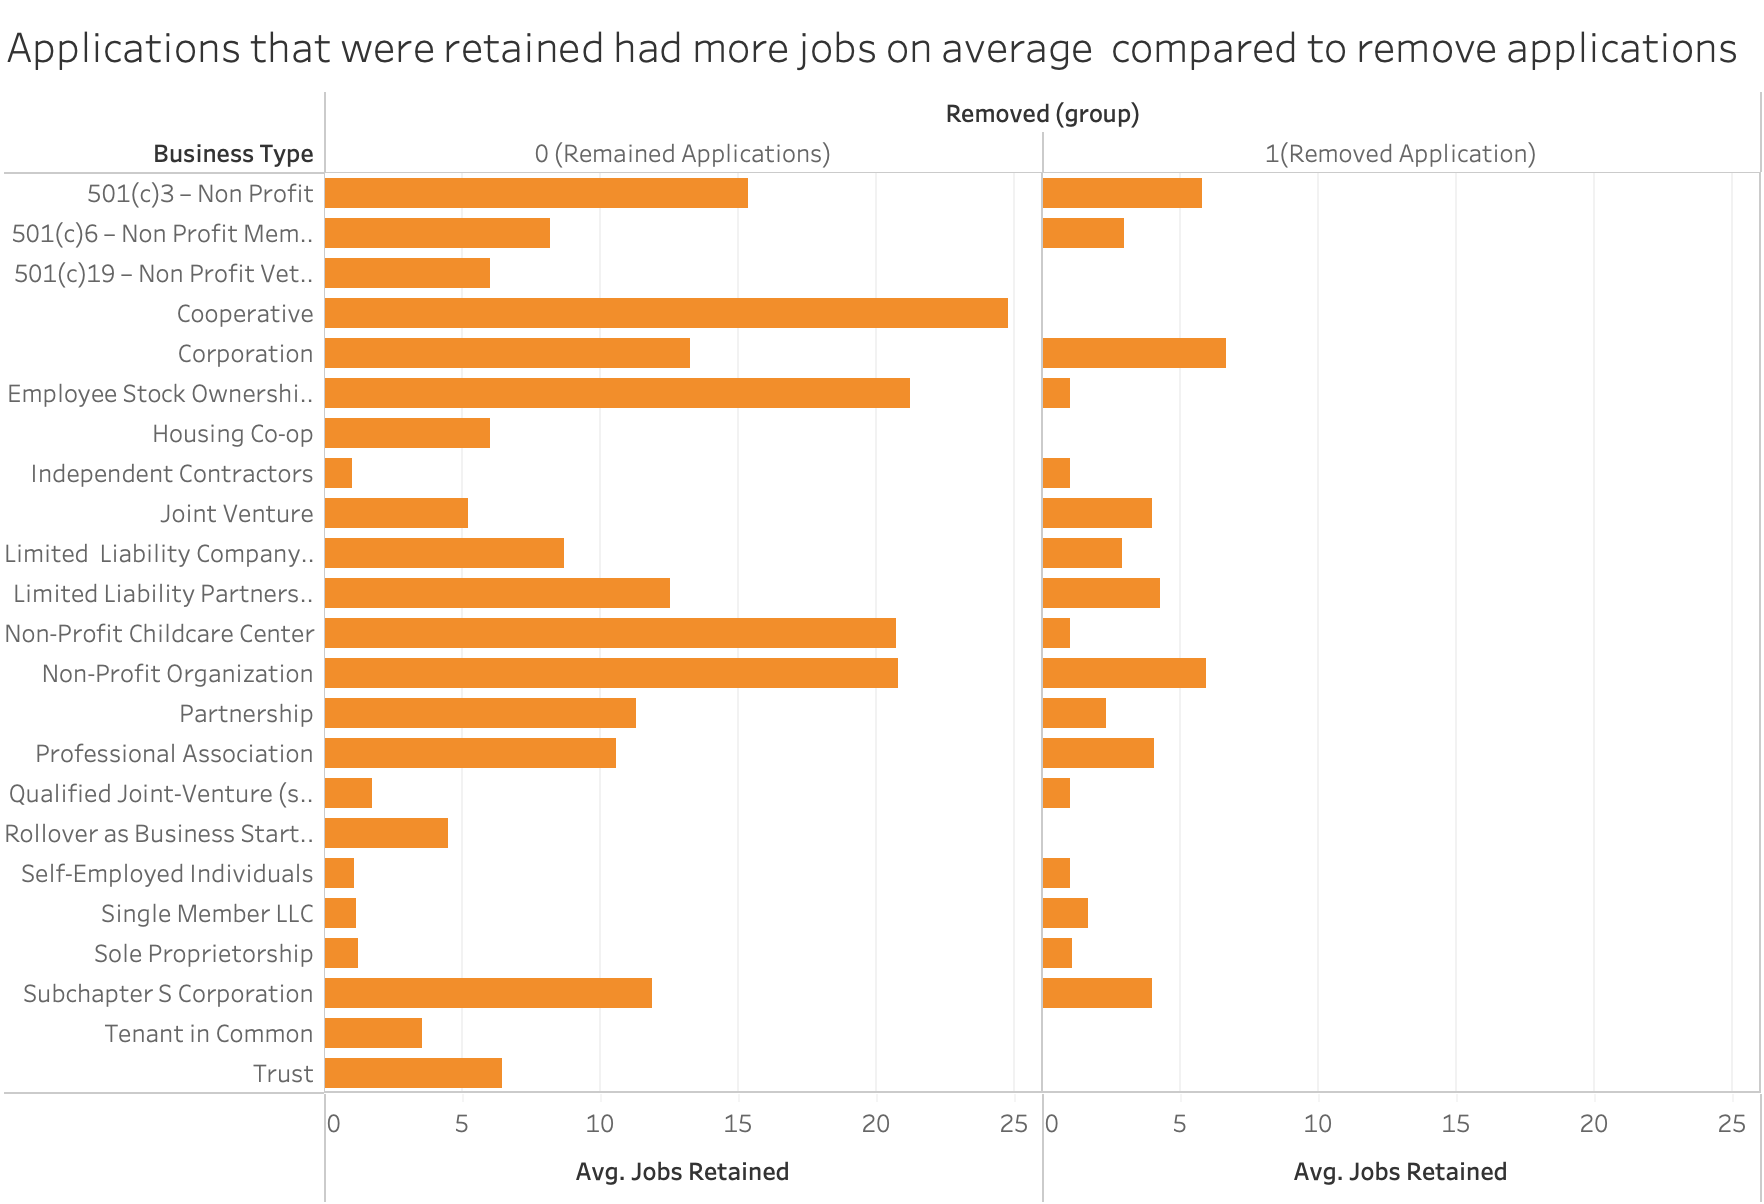 Applications that were retained had more jobs on average  compared to remove applications
Removed (group)
Business Type
0 (Remained Applications)
1(Removed Application)
501(c)3 – Non Profit
501(c)6 – Non Profit Mem..
501(c)19 – Non Profit Vet..
Cooperative
Corporation
Employee Stock Ownershi..
Housing Co-op
Independent Contractors
Joint Venture
Limited  Liability Company..
Limited Liability Partners..
Non-Profit Childcare Center
Non-Profit Organization
Partnership
Professional Association
Qualified Joint-Venture (s..
Rollover as Business Start..
Self-Employed Individuals
Single Member LLC
Sole Proprietorship
Subchapter S Corporation
Tenant in Common
Trust
0 5 10 15 20 25
0 5 10 15 20 25
Avg. Jobs Retained
Avg. Jobs Retained